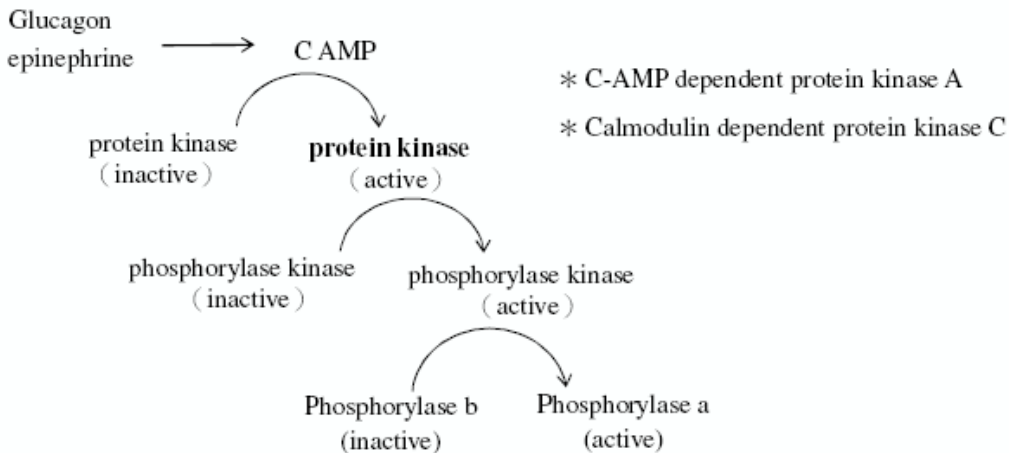 Glucagon
epinephrine
C AMP
* C-AMP dependent protein kinase A
* Calmodulin dependent protein kinase C
protein kinase
(inactive)
protein kinase
(active)
phosphorylase kinase
(inactive)
phosphorylase kinase
(active)
Phosphorylase b
(inactive)
Phosphorylase a
(active)